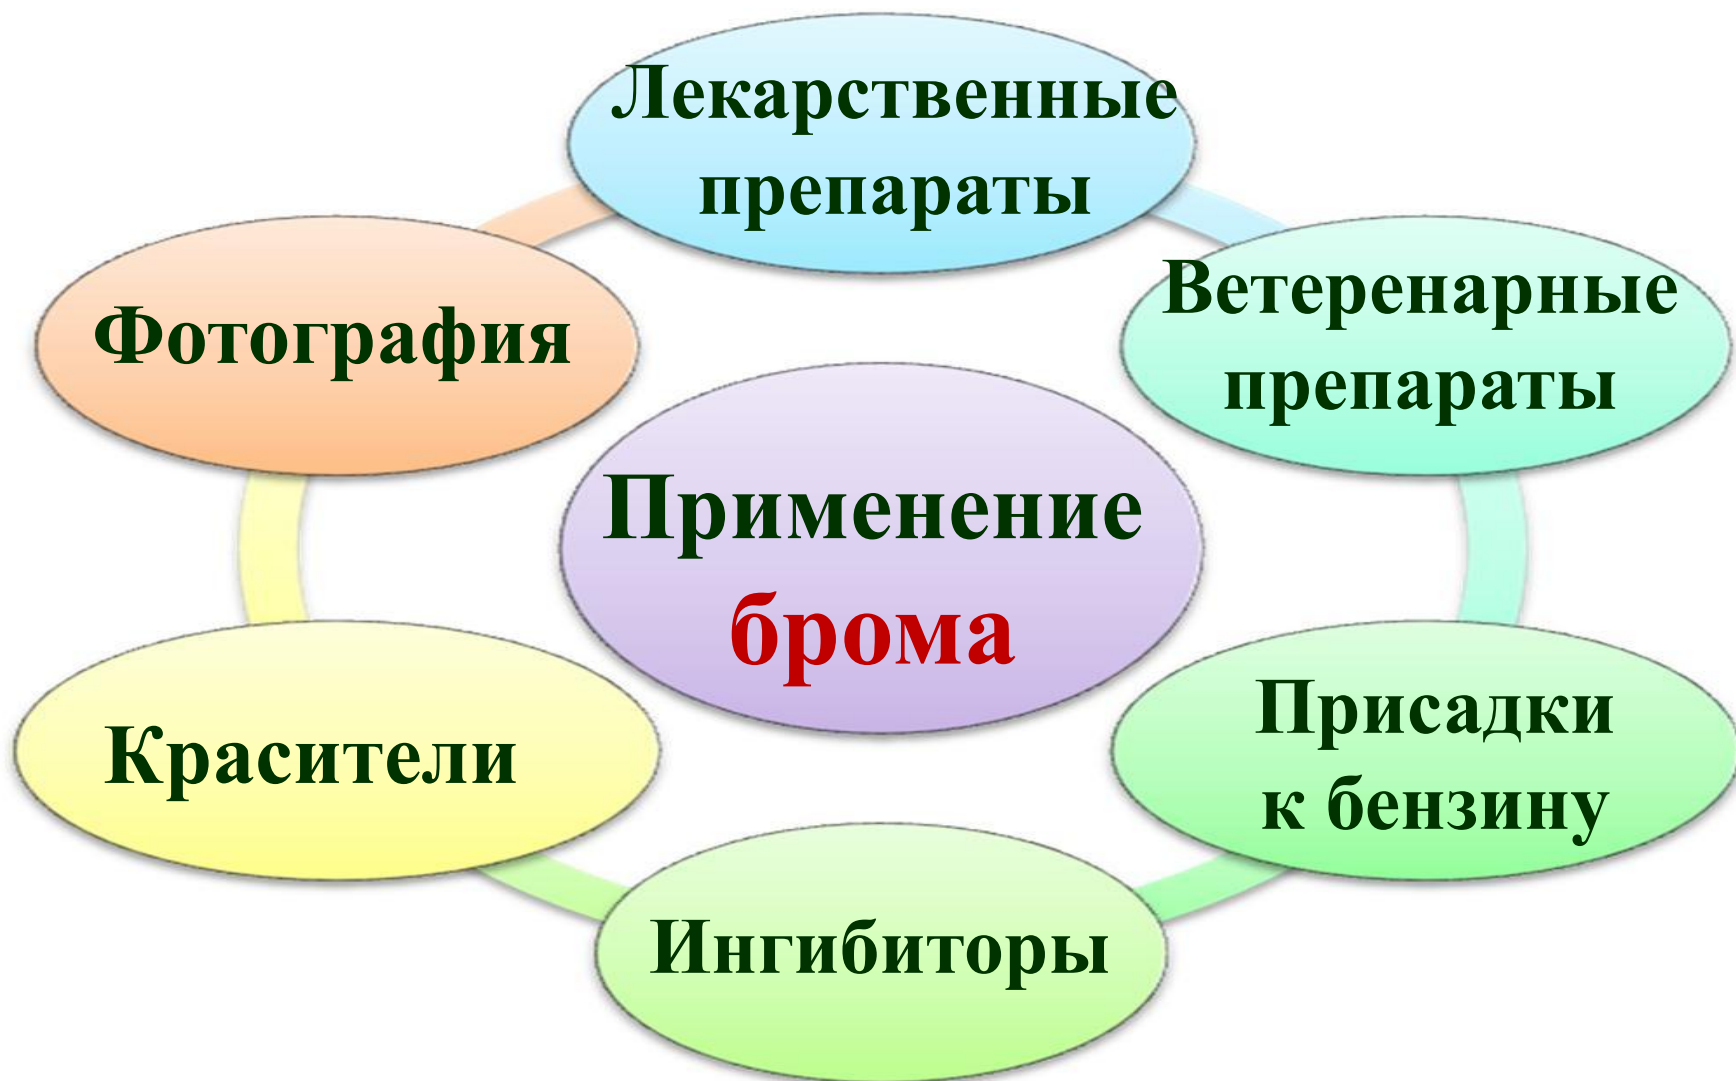 Лекарственные
препараты
Ветеренарные
препараты
Фотография
Применение
брома
Присадки
к бензину
Красители
Ингибиторы